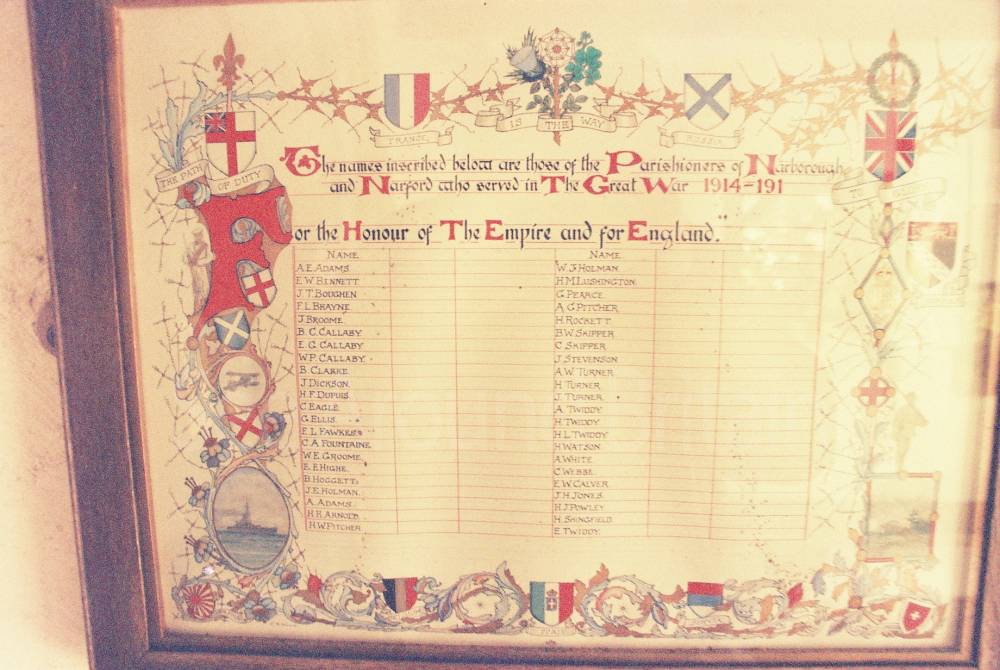 FRANCE
IS THE WAY
RUSSIA
THE PATH OF DUTY
The names inscribed below are those of the Parishioners of Narborough
and Narford who served in The Great War 1914-191
For the Honour of The Empire and for England."
NAME
A.E. ADAMS
E.W. BENNETT
J.T. BOUGHEN
F.L. BRAYNE
J. BROOME
B.C. CALLABY
E.G. CALLABY
W.P. CALLABY
B. CLARKE
J. DICKSON
H.F. DUPUIS
C. EAGLE
G. ELLIS
E.L. FAWKES
C.A. FOUNTAINE
W.E. GROOME
E.E. HIGHE
B. HOGGETT
J.E. HOLMAN
A. ADAMS
H.R. ARNOLD
H.W. PITCHER
NAME
W.J. HOLMAN
H.M. LUSHINGTON
G. PEARCE
A.G. PITCHER
H. ROCKETT
B.W. SKIPPER
C. SKIPPER
J. STEVENSON
A.W. TURNER
H. TURNER
J. TURNER
A. TWIDDY
H. TWIDDY
H.L. TWIDDY
H. WATSON
A. WHITE
C. WEBBE
E.W. CALVER
J.H. JONES
H.J. POWLEY
H. SHINGFIELD
E. TWIDDY
ITALY